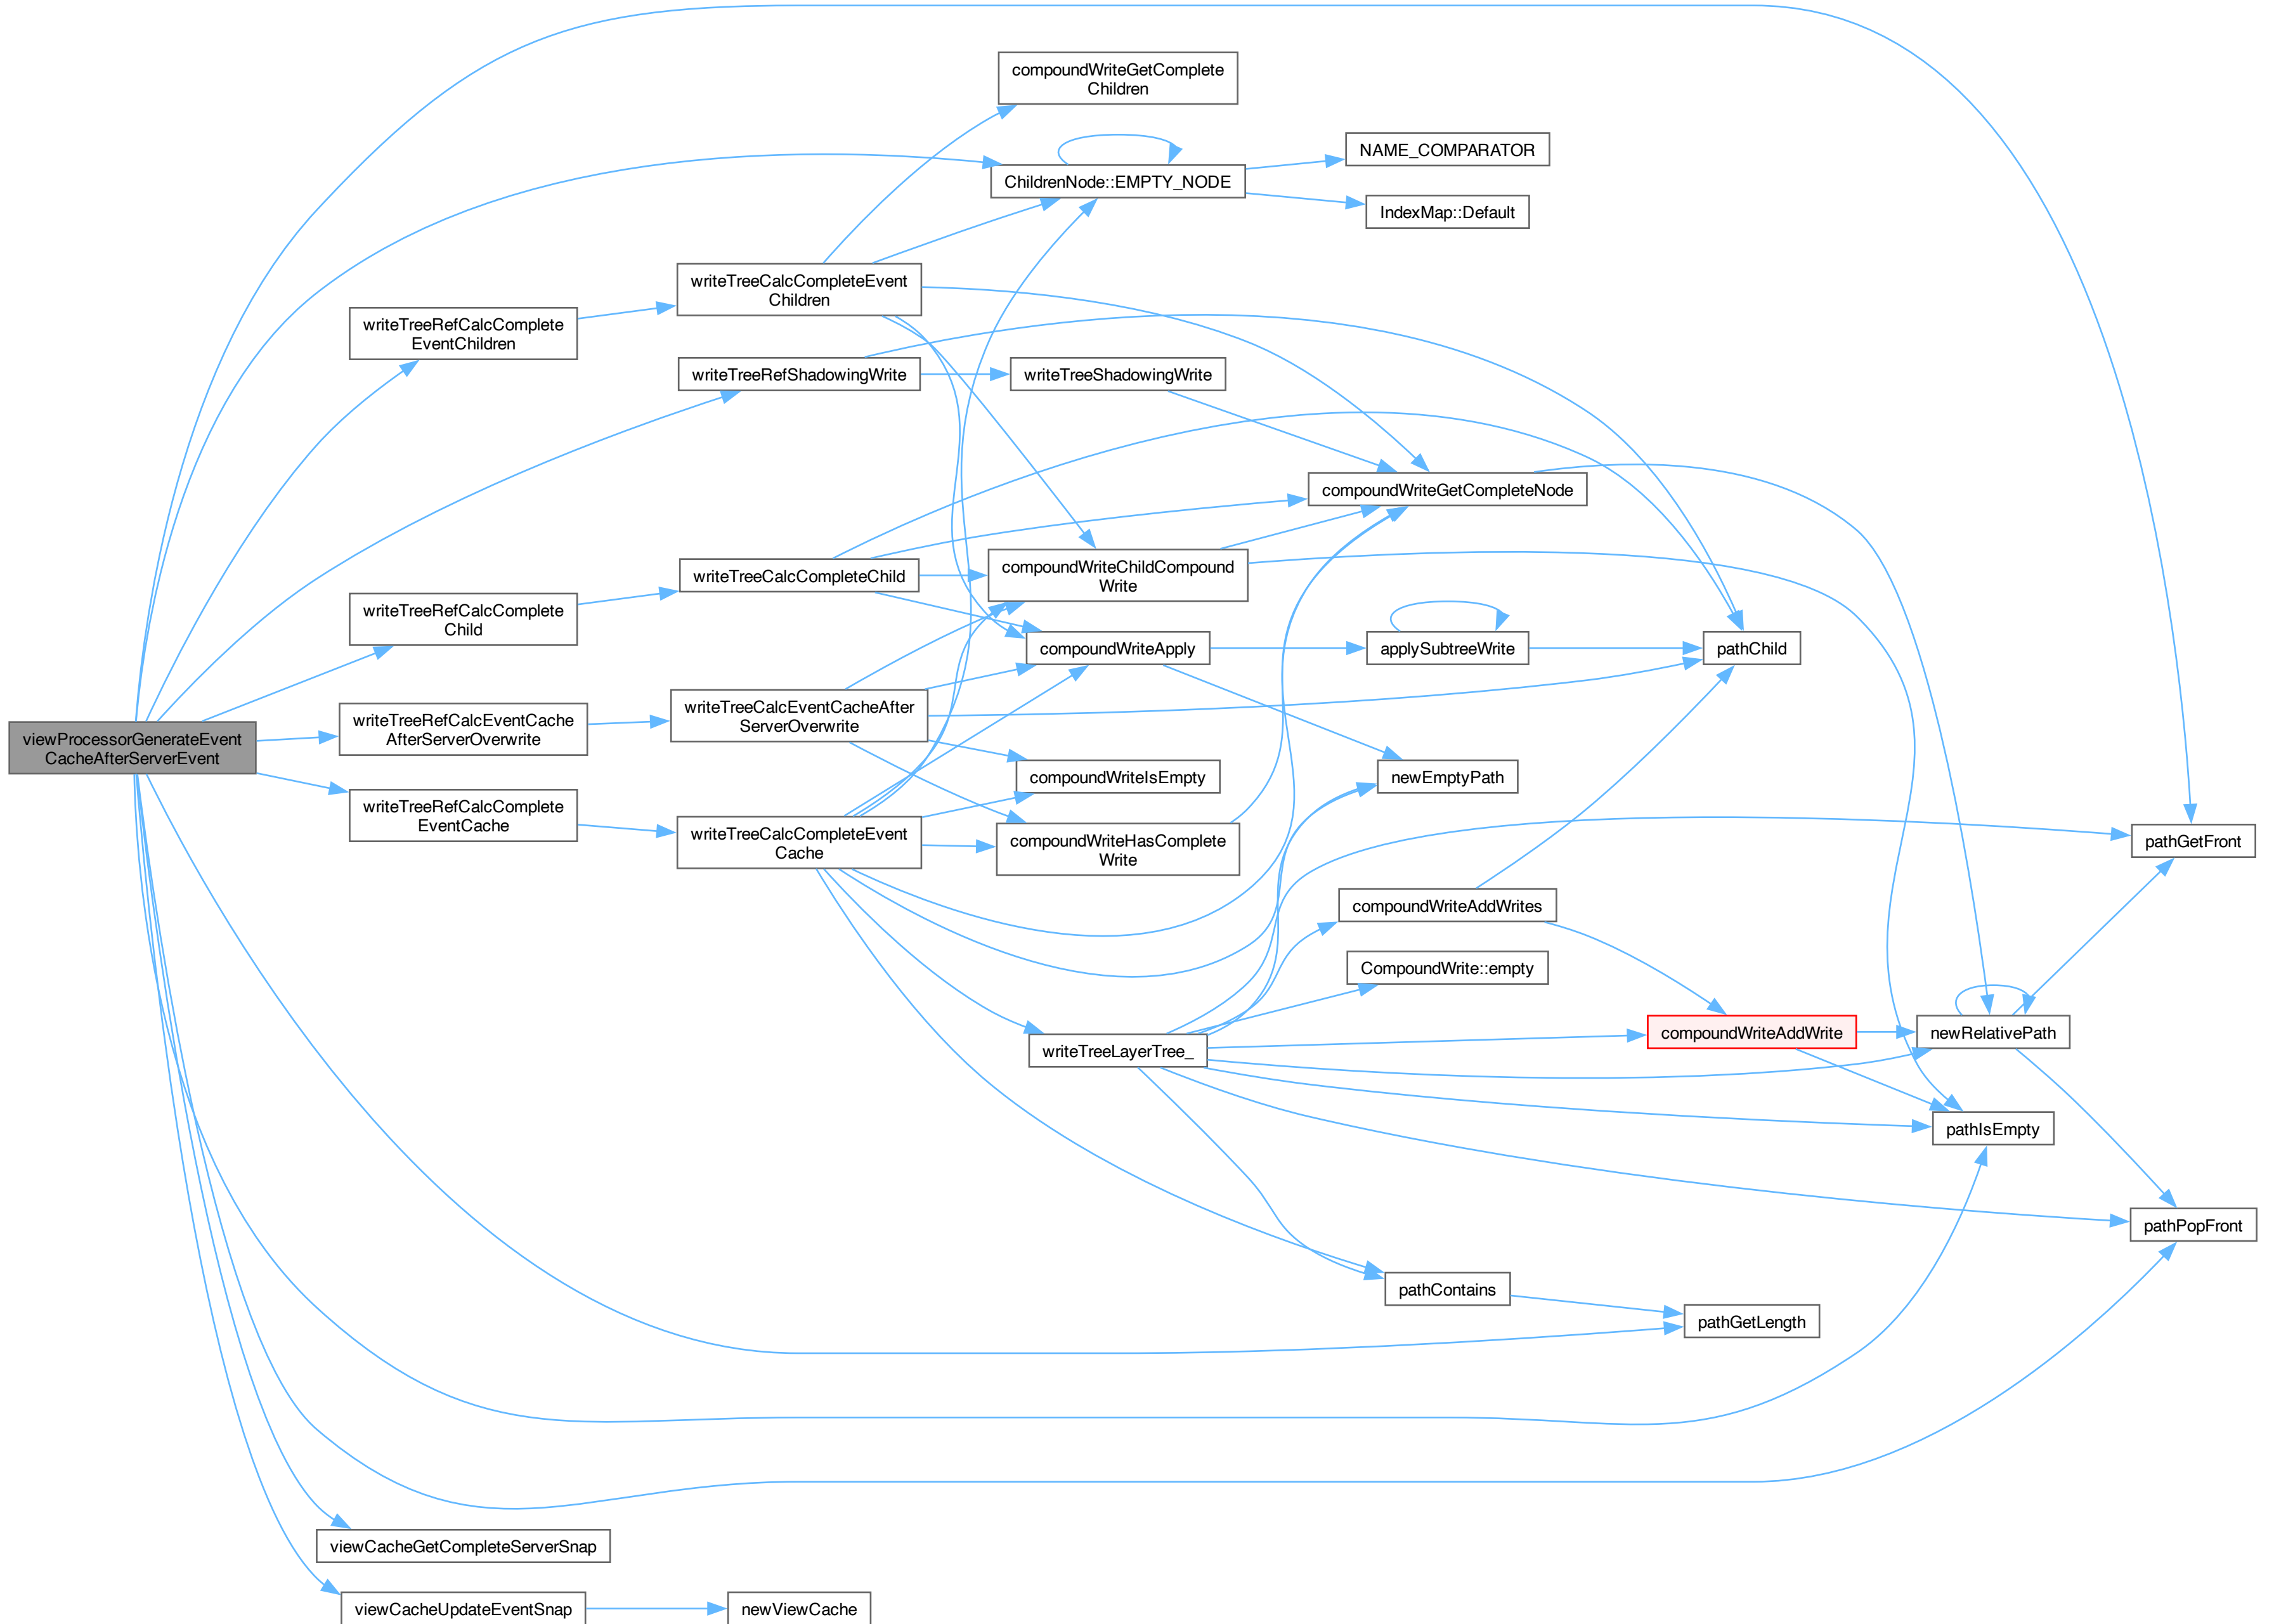 compoundWriteGetComplete
Children
NAME_COMPARATOR
ChildrenNode::EMPTY_NODE
IndexMap::Default
writeTreeCalcCompleteEvent
Children
writeTreeRefCalcComplete
EventChildren
writeTreeRefShadowingWrite
writeTreeShadowingWrite
compoundWriteGetCompleteNode
writeTreeCalcCompleteChild
compoundWriteChildCompound
Write
writeTreeRefCalcComplete
Child
compoundWriteApply
applySubtreeWrite
pathChild
writeTreeCalcEventCacheAfter
ServerOverwrite
writeTreeRefCalcEventCache
AfterServerOverwrite
viewProcessorGenerateEvent
CacheAfterServerEvent
compoundWriteIsEmpty
newEmptyPath
writeTreeRefCalcComplete
EventCache
writeTreeCalcCompleteEvent
Cache
compoundWriteHasComplete
Write
pathGetFront
compoundWriteAddWrites
CompoundWrite::empty
compoundWriteAddWrite
newRelativePath
writeTreeLayerTree_
pathIsEmpty
pathPopFront
pathContains
pathGetLength
viewCacheGetCompleteServerSnap
viewCacheUpdateEventSnap
newViewCache